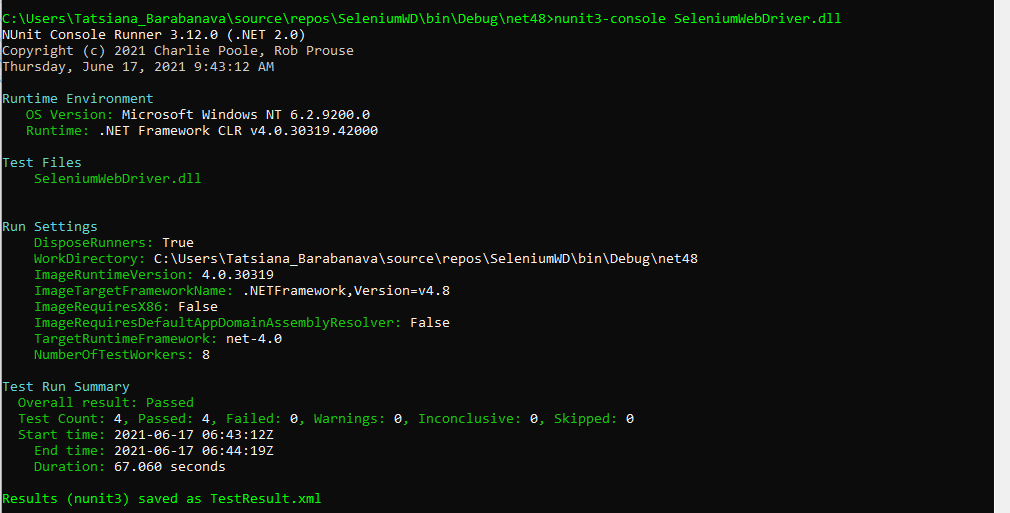 C:\Users\Tatsiana_Barabanava\source\repos\SeleniumWD\bin\Debug\net48>nunit3-console SeleniumWebDriver.dll
NUnit Console Runner 3.12.0 (.NET 2.0)
Copyright (c) 2021 Charlie Poole, Rob Prouse
Thursday, June 17, 2021 9:43:12 AM
Runtime Environment
OS Version: Microsoft Windows NT 6.2.9200.0
Runtime: .NET Framework CLR v4.0.30319.42000
Test Files
SeleniumWebDriver.dll
Run Settings
DisposeRunners: True
WorkDirectory: C:\Users\Tatsiana_Barabanava\source\repos\SeleniumWD\bin\Debug\net48
ImageRuntimeVersion: 4.0.30319
ImageTargetFrameworkName: .NETFramework,Version=v4.8
ImageRequiresX86: False
ImageRequiresDefaultAppDomainAssemblyResolver: False
TargetRuntimeFramework: net-4.0
NumberOfTestWorkers: 8
Test Run Summary
Overall result: Passed
Test Count: 4, Passed: 4, Failed: 0, Warnings: 0, Inconclusive: 0, Skipped: 0
Start time: 2021-06-17 06:43:12Z
End time: 2021-06-17 06:44:19Z
Duration: 67.060 seconds
Results (nunit3) saved as TestResult.xml